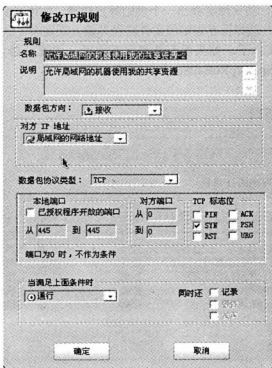 修改IP规则
规则
名称 允许局域网的机器使用我的共享资源-2
说明 允许局域网的机器使用我的共享资源
数据包方向: 接收
对方 IP 地址
局域网的网络地址
数据包协议类型: TCP
本地端口 对方端口 TCP 标志位
已授权程序开放的端口 从 0 FIN ACK
从 445 到 445 到 0 SYN PSH
RST URG
端口为0 时,不作为条件
当满足上面条件时
通行 同时还 记录
确定 取消